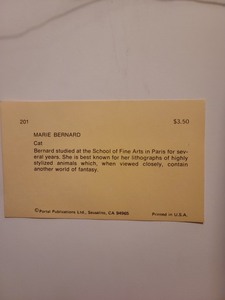 201 $3.50
MARIE BERNARD
Cat
Bernard studied at the School of Fine Arts in Paris for sev-
eral years. She is best known for her lithographs of highly
stylized animals which, when viewed closely, contain
another world of fantasy.
©Portal Publications Ltd., Sausalito, CA 94965 Printed in U.S.A.